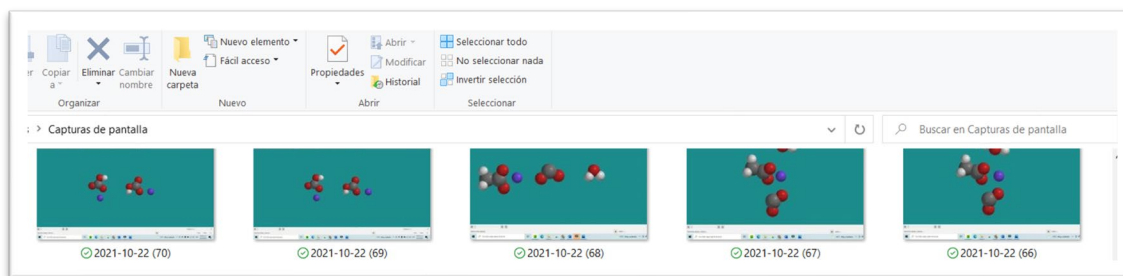 Nuevo elemento
Abrir
Seleccionar todo
Fácil acceso
Modificar
No seleccionar nada
Copiar a
Eliminar
Cambiar nombre
Nueva carpeta
Propiedades
Historial
Invertir selección
Organizar
Nuevo
Abrir
Seleccionar
> Capturas de pantalla
Buscar en Capturas de pantalla
2021-10-22 (70)
2021-10-22 (69)
2021-10-22 (68)
2021-10-22 (67)
2021-10-22 (66)